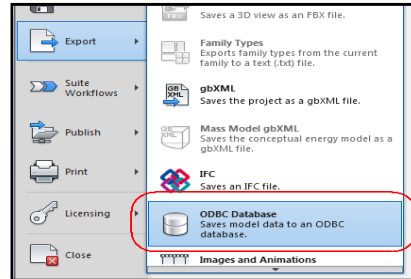 Export
Suite
Workflows
Publish
Print
Licensing
Close
FBX
Saves a 3D view as an FBX file.
Family Types
Exports family types from the current
family to a text (.txt) file.
gbXML
Saves the project as a gbXML file.
Mass Model gbXML
Saves the conceptual energy model as a
gbXML file.
IFC
Saves an IFC file.
ODBC Database
Saves model data to an ODBC
database.
Images and Animations